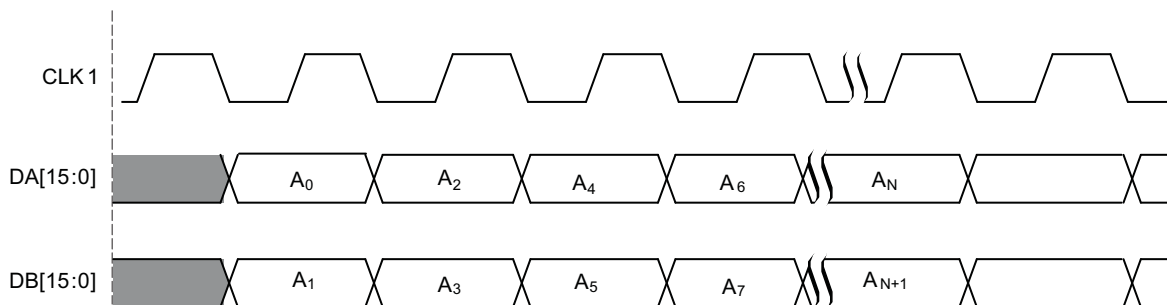 CLK 1
DA[15:0] A0 A2 A4 A6 AN
DB[15:0] A1 A3 A5 A7 AN+1